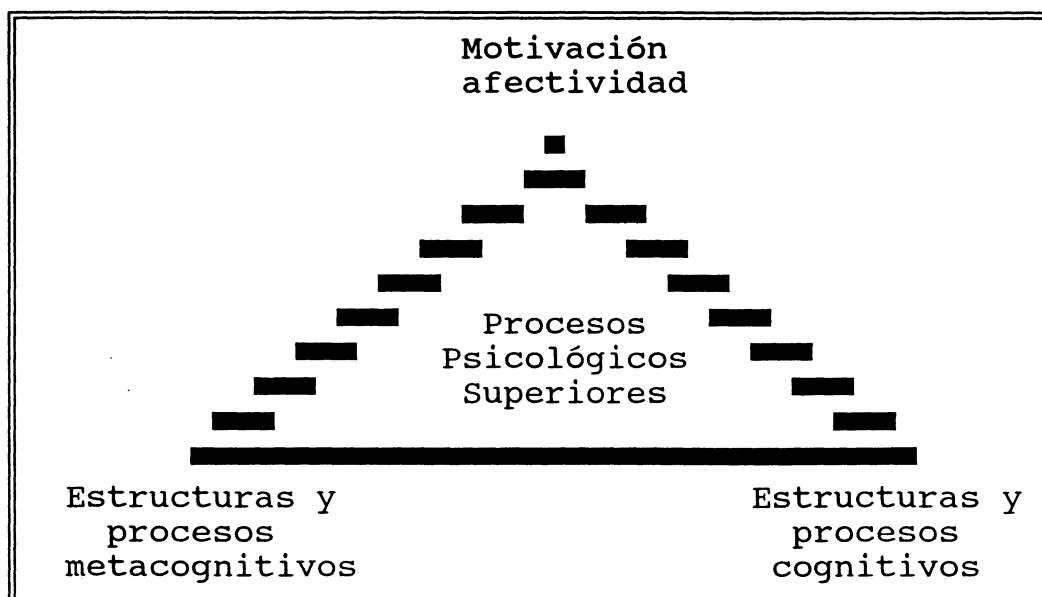 Motivación
afectividad
Procesos
Psicológicos
Superiores
Estructuras y
procesos
metacognitivos
Estructuras y
procesos
cognitivos